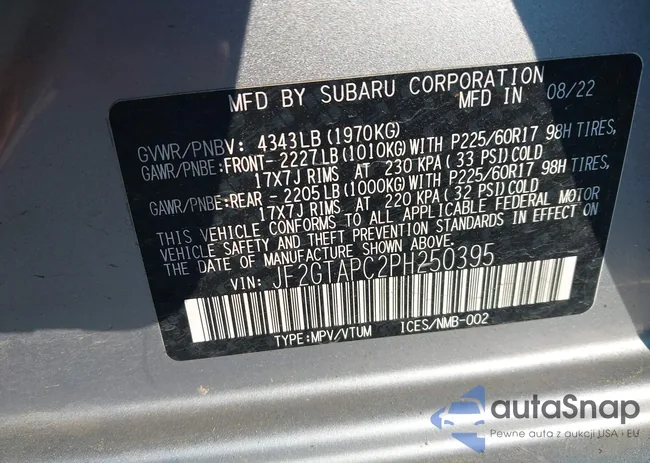 MFD BY SUBARU CORPORATION
MFD IN 08/22
GVWR/PNBV: 4343LB(1970KG)
GAWR/PNBE:FRONT-2227LB(1010KG)WITH P225/60R17 98H TIRES,
17X7J RIMS AT 230 KPA(33 PSI)COLD
GAWR/PNBE:REAR -2205LB(1000KG)WITH P225/60R17 98H TIRES,
17X7J RIMS AT 220 KPA(32 PSI)COLD
THIS VEHICLE CONFORMS TO ALL APPLICABLE FEDERAL MOTOR
VEHICLE SAFETY AND THEFT PREVENTION STANDARDS IN EFFECT ON
THE DATE OF MANUFACTURE SHOWN ABOVE.
VIN: JF2GTAPC2PH250395
TYPE:MPV/VTUM 1CES/NMB-002
autaSnap
Pewne auta z aukcji USA - EU